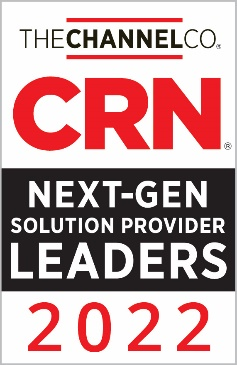 THECHANNELCO®
CRN®
NEXT-GEN
SOLUTION PROVIDER
LEADERS
2022